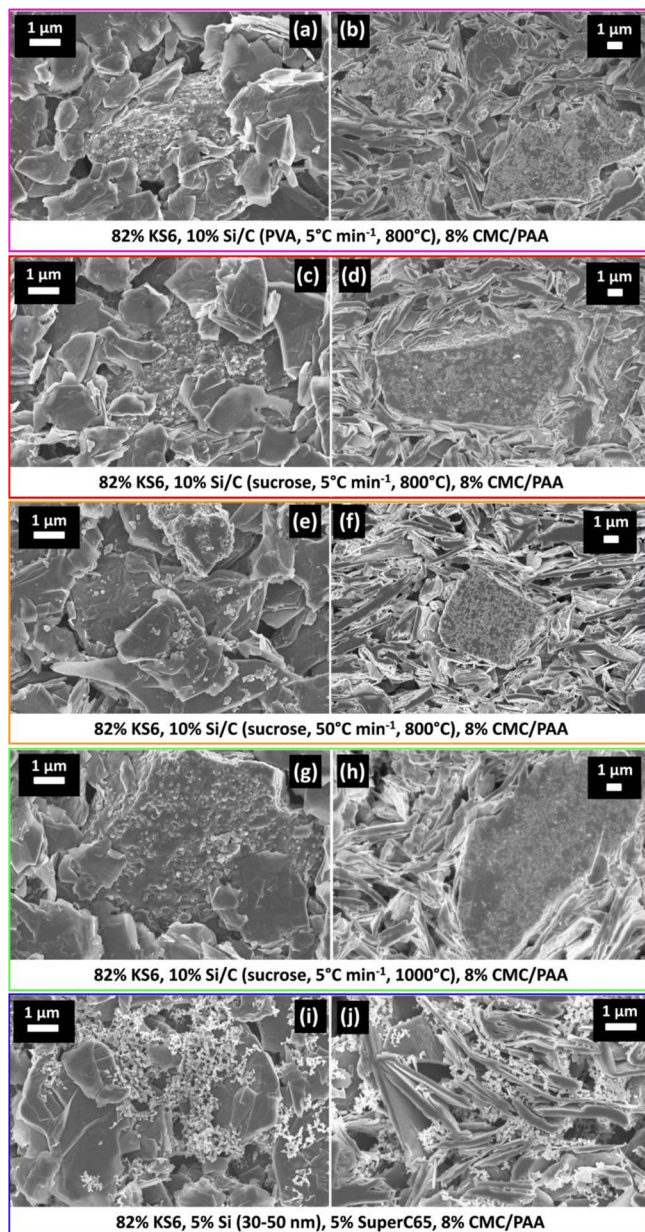 1 µm (a) (b) 1 µm
82% KS6, 10% Si/C (PVA, 5°C min⁻¹, 800°C), 8% CMC/PAA
1 µm (c) (d) 1 µm
82% KS6, 10% Si/C (sucrose, 5°C min⁻¹, 800°C), 8% CMC/PAA
1 µm (e) (f) 1 µm
82% KS6, 10% Si/C (sucrose, 50°C min⁻¹, 800°C), 8% CMC/PAA
1 µm (g) (h) 1 µm
82% KS6, 10% Si/C (sucrose, 5°C min⁻¹, 1000°C), 8% CMC/PAA
1 µm (i) (j) 1 µm
82% KS6, 5% Si (30-50 nm), 5% SuperC65, 8% CMC/PAA